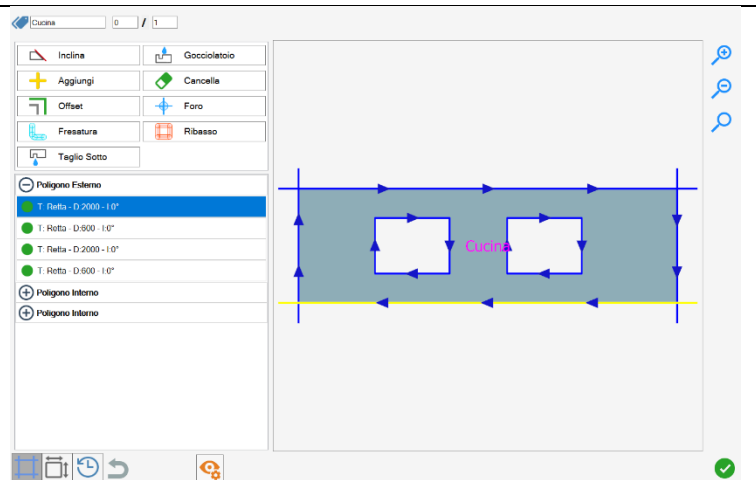 Cucina 0 / 1
Inclina Gocciolatoio
Aggiungi Cancella
Offset Foro
Fresatura Ribasso
Taglio Sotto
Poligono Esterno
T: Retta - D:2000 - I:0°
T: Retta - D:600 - I:0°
T: Retta - D:2000 - I:0°
T: Retta - D:600 - I:0°
Poligono Interno
Poligono Interno
Cucina